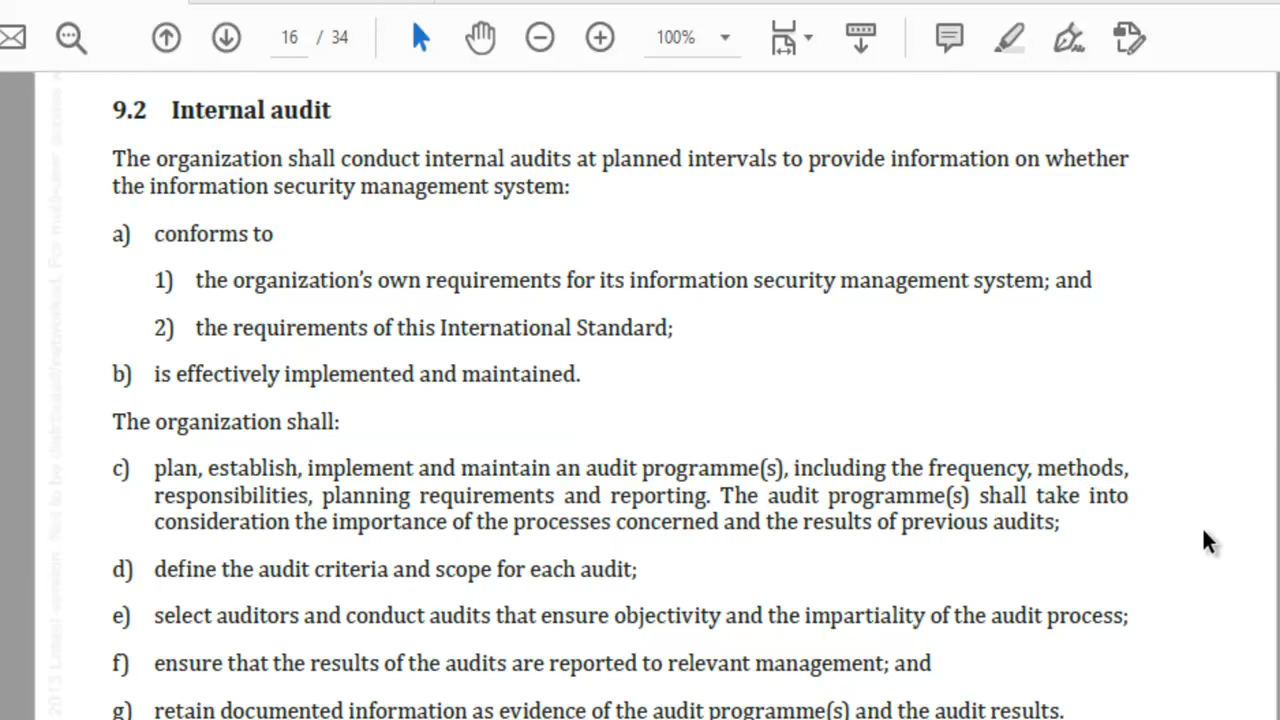 16 / 34
100%
9.2 Internal audit
The organization shall conduct internal audits at planned intervals to provide information on whether
the information security management system:
a) conforms to
1) the organization’s own requirements for its information security management system; and
2) the requirements of this International Standard;
b) is effectively implemented and maintained.
The organization shall:
c) plan, establish, implement and maintain an audit programme(s), including the frequency, methods,
responsibilities, planning requirements and reporting. The audit programme(s) shall take into
consideration the importance of the processes concerned and the results of previous audits;
d) define the audit criteria and scope for each audit;
e) select auditors and conduct audits that ensure objectivity and the impartiality of the audit process;
f) ensure that the results of the audits are reported to relevant management; and
g) retain documented information as evidence of the audit programme(s) and the audit results.